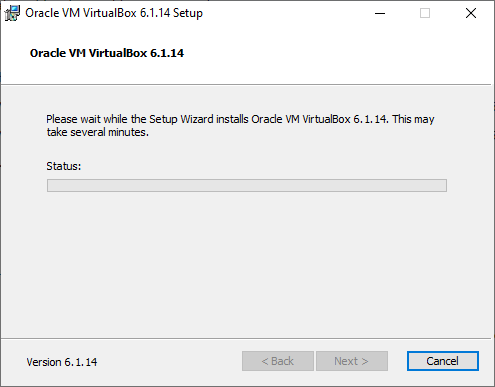 Oracle VM VirtualBox 6.1.14 Setup
Oracle VM VirtualBox 6.1.14
Please wait while the Setup Wizard installs Oracle VM VirtualBox 6.1.14. This may
take several minutes.
Status:
Version 6.1.14
< Back
Next >
Cancel